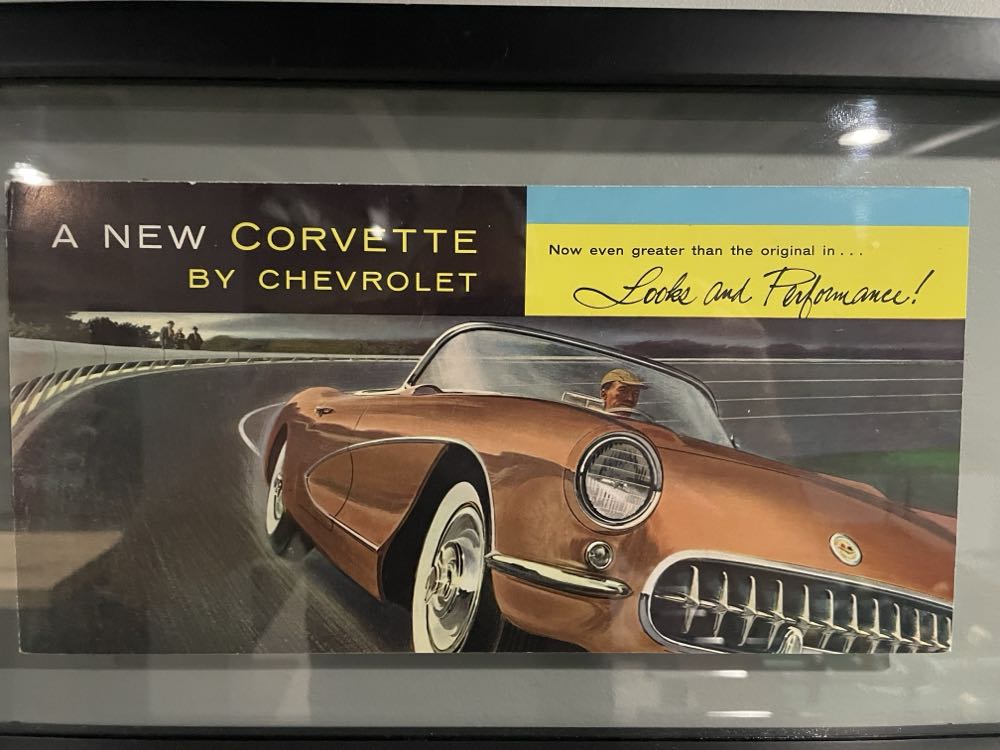 A NEW CORVETTE
BY CHEVROLET
Now even greater than the original in...
Looks and Performance!